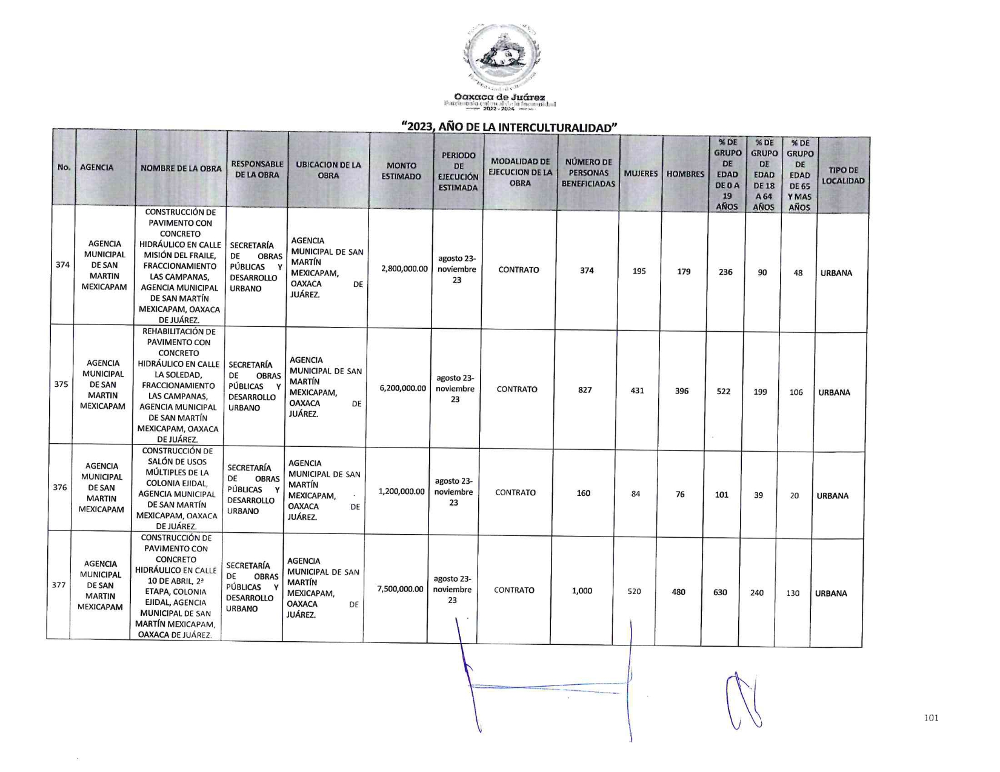 Oaxaca de Juárez
Patrimonio cultural de la humanidad
2022 - 2024
“2023, AÑO DE LA INTERCULTURALIDAD”
No.
AGENCIA
NOMBRE DE LA OBRA
RESPONSABLE
DE LA OBRA
UBICACION DE LA
OBRA
MONTO
ESTIMADO
PERIODO
DE
EJECUCIÓN
ESTIMADA
MODALIDAD DE
EJECUCION DE LA
OBRA
NÚMERO DE
PERSONAS
BENEFICIADAS
MUJERES
HOMBRES
% DE
GRUPO
DE
EDAD
DE 0 A
19
AÑOS
% DE
GRUPO
DE
EDAD
DE 18
A 64
AÑOS
% DE
GRUPO
DE
EDAD
DE 65
Y MAS
AÑOS
TIPO DE
LOCALIDAD
374
AGENCIA
MUNICIPAL
DE SAN
MARTIN
MEXICAPAM
CONSTRUCCIÓN DE
PAVIMENTO CON
CONCRETO
HIDRÁULICO EN CALLE
MISIÓN DEL FRAILE,
FRACCIONAMIENTO
LAS CAMPANAS,
AGENCIA MUNICIPAL
DE SAN MARTÍN
MEXICAPAM, OAXACA
DE JUÁREZ.
SECRETARÍA
DE OBRAS
PÚBLICAS Y
DESARROLLO
URBANO
AGENCIA
MUNICIPAL DE SAN
MARTÍN
MEXICAPAM,
OAXACA DE
JUÁREZ.
2,800,000.00
agosto 23-
noviembre
23
CONTRATO
374
195
179
236
90
48
URBANA
375
AGENCIA
MUNICIPAL
DE SAN
MARTIN
MEXICAPAM
REHABILITACIÓN DE
PAVIMENTO CON
CONCRETO
HIDRÁULICO EN CALLE
LA SOLEDAD,
FRACCIONAMIENTO
LAS CAMPANAS,
AGENCIA MUNICIPAL
DE SAN MARTÍN
MEXICAPAM, OAXACA
DE JUÁREZ.
SECRETARÍA
DE OBRAS
PÚBLICAS Y
DESARROLLO
URBANO
AGENCIA
MUNICIPAL DE SAN
MARTÍN
MEXICAPAM,
OAXACA DE
JUÁREZ.
6,200,000.00
agosto 23-
noviembre
23
CONTRATO
827
431
396
522
199
106
URBANA
376
AGENCIA
MUNICIPAL
DE SAN
MARTIN
MEXICAPAM
CONSTRUCCIÓN DE
SALÓN DE USOS
MÚLTIPLES DE LA
COLONIA EJIDAL,
AGENCIA MUNICIPAL
DE SAN MARTÍN
MEXICAPAM, OAXACA
DE JUÁREZ.
SECRETARÍA
DE OBRAS
PÚBLICAS Y
DESARROLLO
URBANO
AGENCIA
MUNICIPAL DE SAN
MARTÍN
MEXICAPAM,
OAXACA DE
JUÁREZ.
1,200,000.00
agosto 23-
noviembre
23
CONTRATO
160
84
76
101
39
20
URBANA
377
AGENCIA
MUNICIPAL
DE SAN
MARTIN
MEXICAPAM
CONSTRUCCIÓN DE
PAVIMENTO CON
CONCRETO
HIDRÁULICO EN CALLE
10 DE ABRIL, 2ª
ETAPA, COLONIA
EJIDAL, AGENCIA
MUNICIPAL DE SAN
MARTÍN MEXICAPAM,
OAXACA DE JUÁREZ.
SECRETARÍA
DE OBRAS
PÚBLICAS Y
DESARROLLO
URBANO
AGENCIA
MUNICIPAL DE SAN
MARTÍN
MEXICAPAM,
OAXACA DE
JUÁREZ.
7,500,000.00
agosto 23-
noviembre
23
CONTRATO
1,000
520
480
630
240
130
URBANA
101